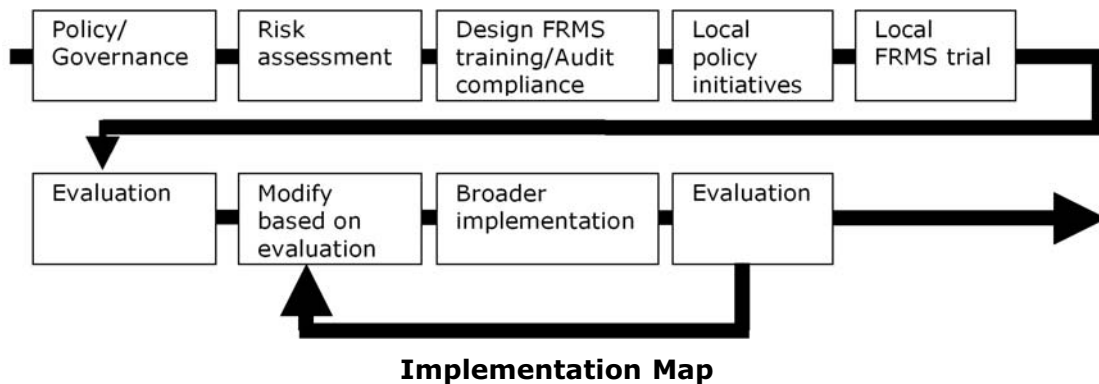 Policy/
Governance
Risk
assessment
Design FRMS
training/Audit
compliance
Local
policy
initiatives
Local
FRMS trial
Evaluation
Modify
based on
evaluation
Broader
implementation
Evaluation
Implementation Map